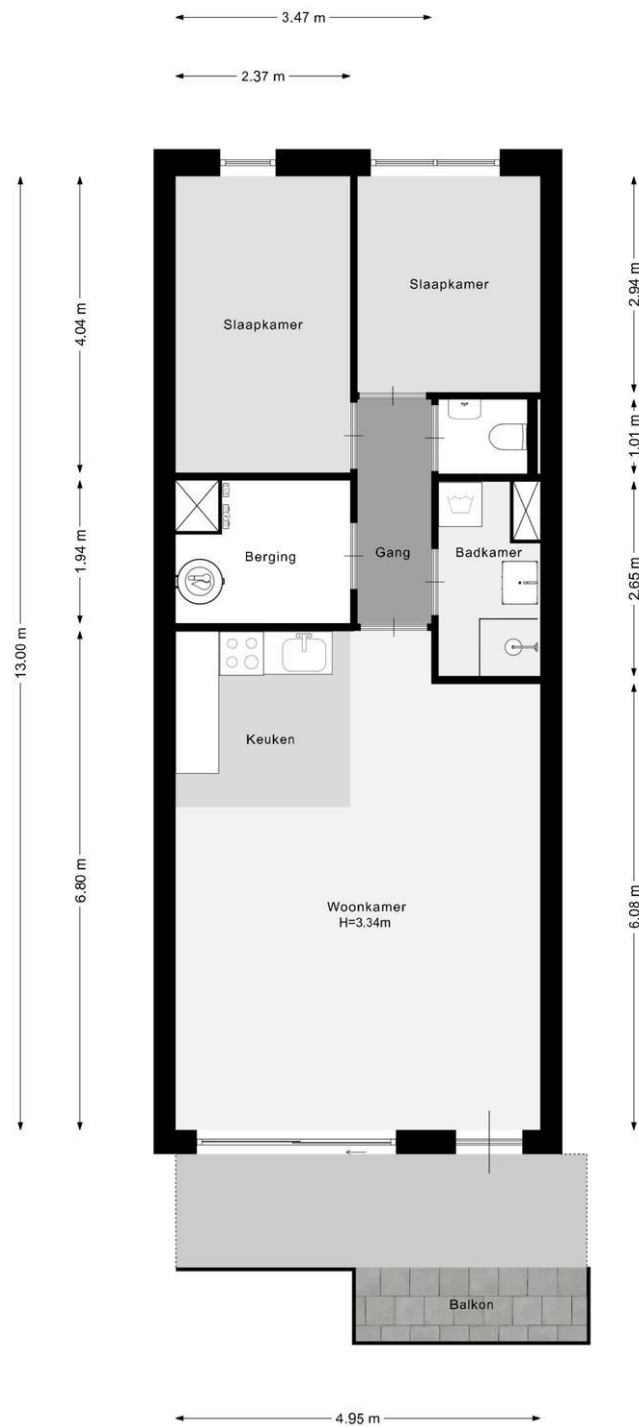 3.47 m
2.37 m
13.00 m
4.04 m
1.94 m
6.80 m
2.94 m
1.01 m
2.65 m
6.08 m
Slaapkamer
Slaapkamer
Berging
Gang
Badkamer
Keuken
Woonkamer
H=3.34m
Balkon
4.95 m